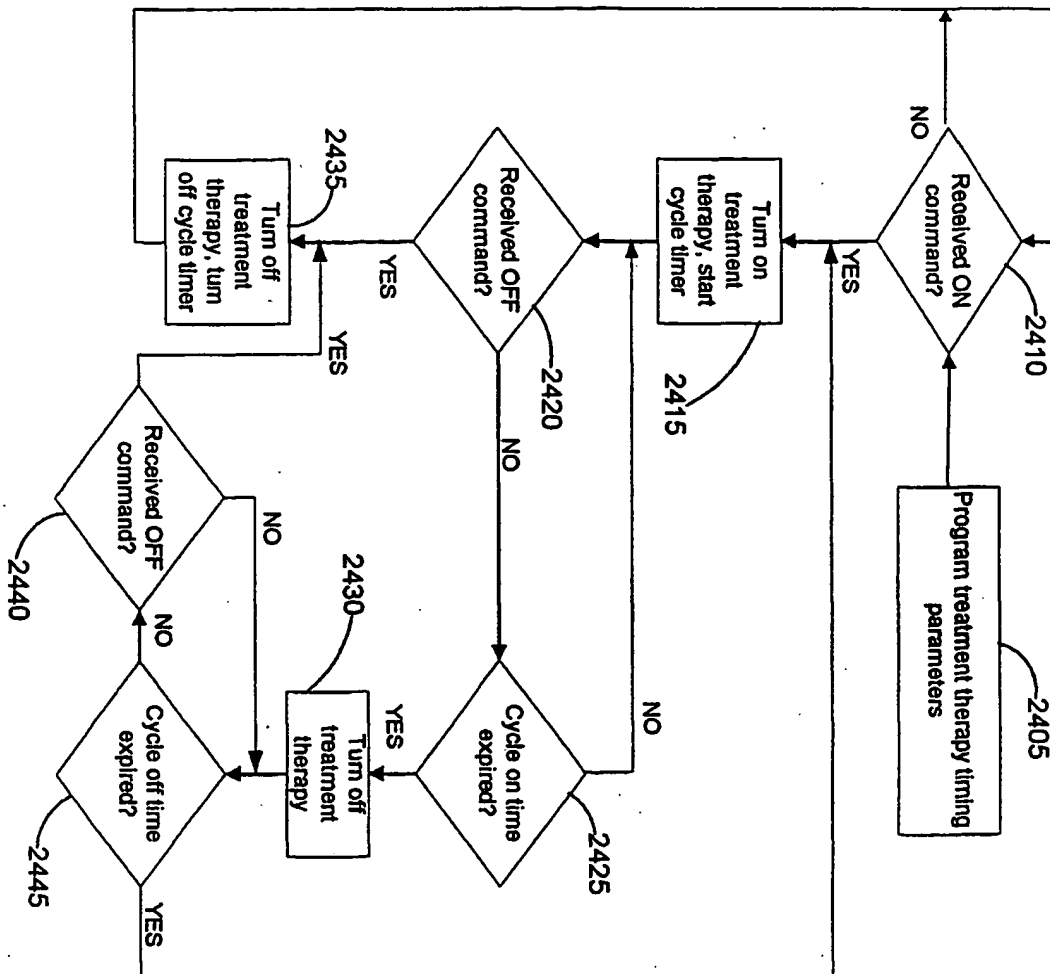 2405
Program treatment therapy timing
parameters
2410
Received ON
command?
NO
YES
2415
Turn on
treatment
therapy, start
cycle timer
2420
Received OFF
command?
NO
YES
2425
Cycle on time
expired?
NO
YES
2430
Turn off
treatment
therapy
2435
Turn off
treatment
therapy, turn
off cycle timer
YES
2440
Received OFF
command?
NO
NO
2445
Cycle off time
expired?
YES